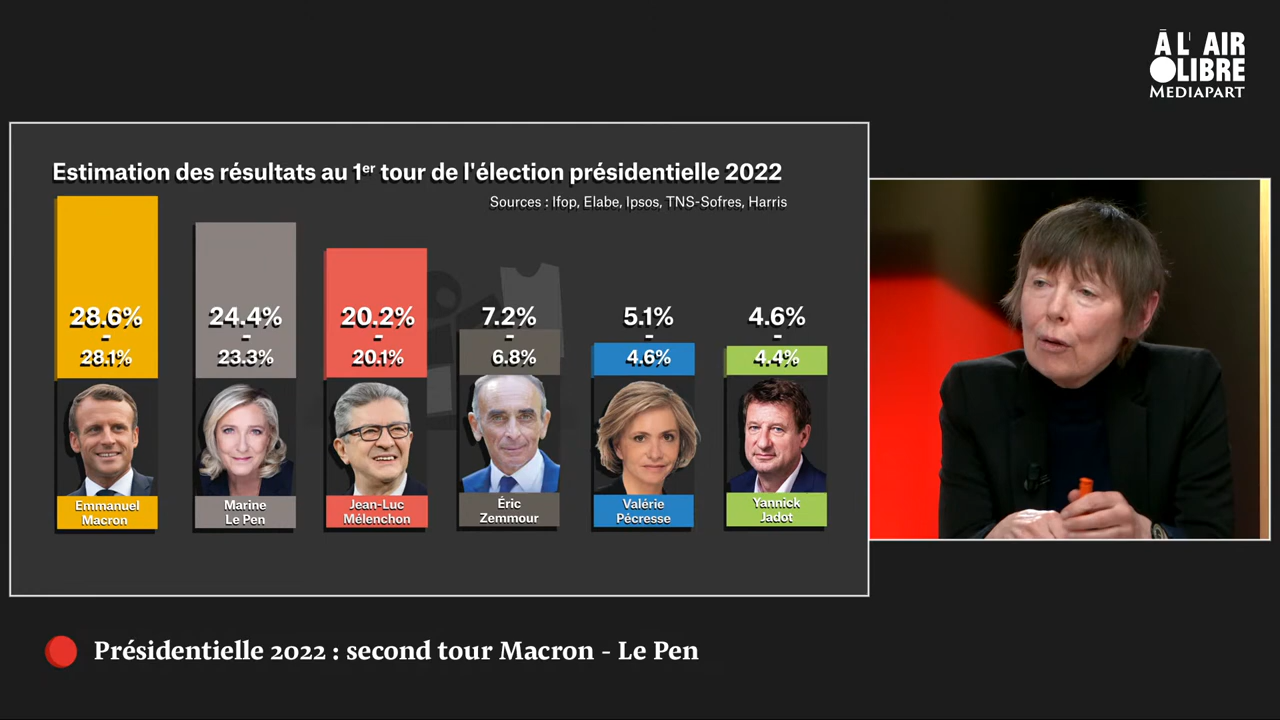 À L' AIR
LIBRE
MEDIAPART
Estimation des résultats au 1er tour de l'élection présidentielle 2022
Sources : Ifop, Elabe, Ipsos, TNS-Sofres, Harris
28.6%
-
28.1%
Emmanuel
Macron
24.4%
-
23.3%
Marine
Le Pen
20.2%
-
20.1%
Jean-Luc
Mélenchon
7.2%
-
6.8%
Éric
Zemmour
5.1%
-
4.6%
Valérie
Pécresse
4.6%
-
4.4%
Yannick
Jadot
Présidentielle 2022 : second tour Macron - Le Pen